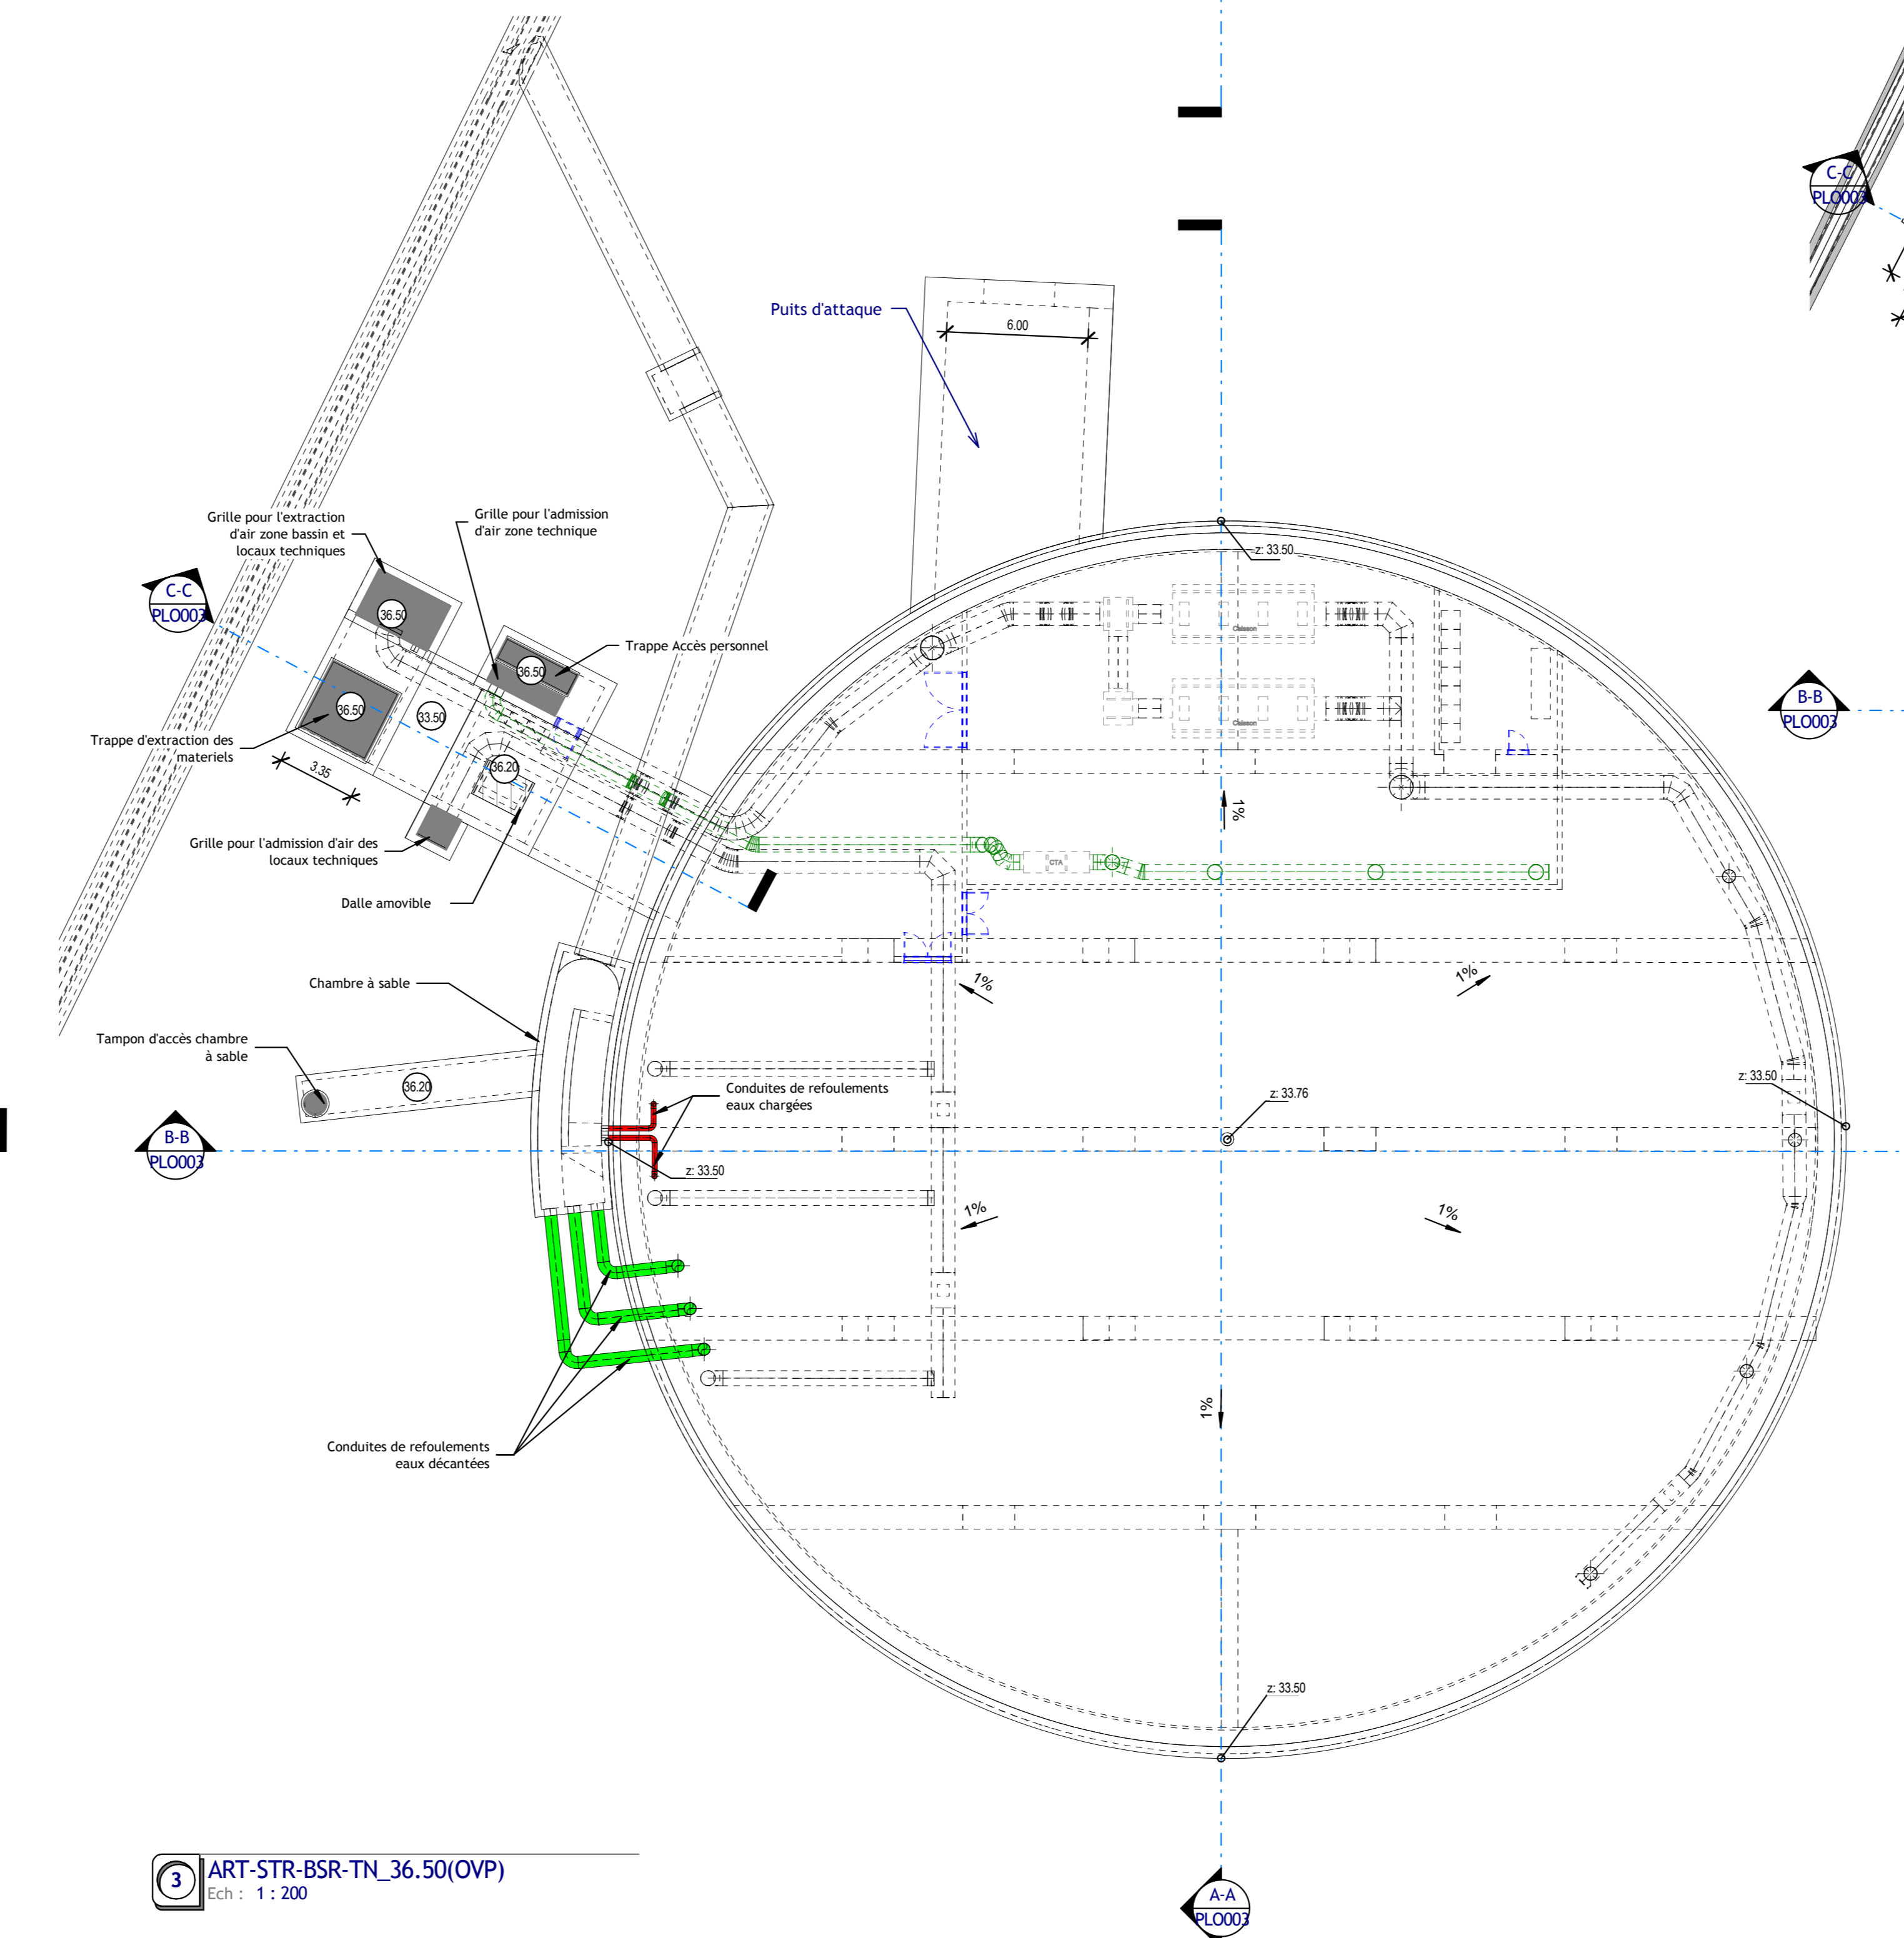 C-C
PLO003
Puits d'attaque
6.00
Grille pour l'extraction
d'air zone bassin et
locaux techniques
Grille pour l'admission
d'air zone technique
z: 33.50
C-C
PLO003
36.50
Caisson
Trappe Accès personnel
36.50
B-B
PLO003
36.50
33.50
Caisson
Trappe d'extraction des
materiels
3.35
36.20
1%
Grille pour l'admission d'air des
locaux techniques
CTA
Dalle amovible
Chambre à sable
1%
1%
Tampon d'accès chambre
à sable
36.20
Conduites de refoulements
eaux chargées
z: 33.76
z: 33.50
B-B
PLO003
z: 33.50
1%
1%
1%
Conduites de refoulements
eaux décantées
z: 33.50
3
ART-STR-BSR-TN_36.50(OVP)
Ech : 1 : 200
A-A
PLO003